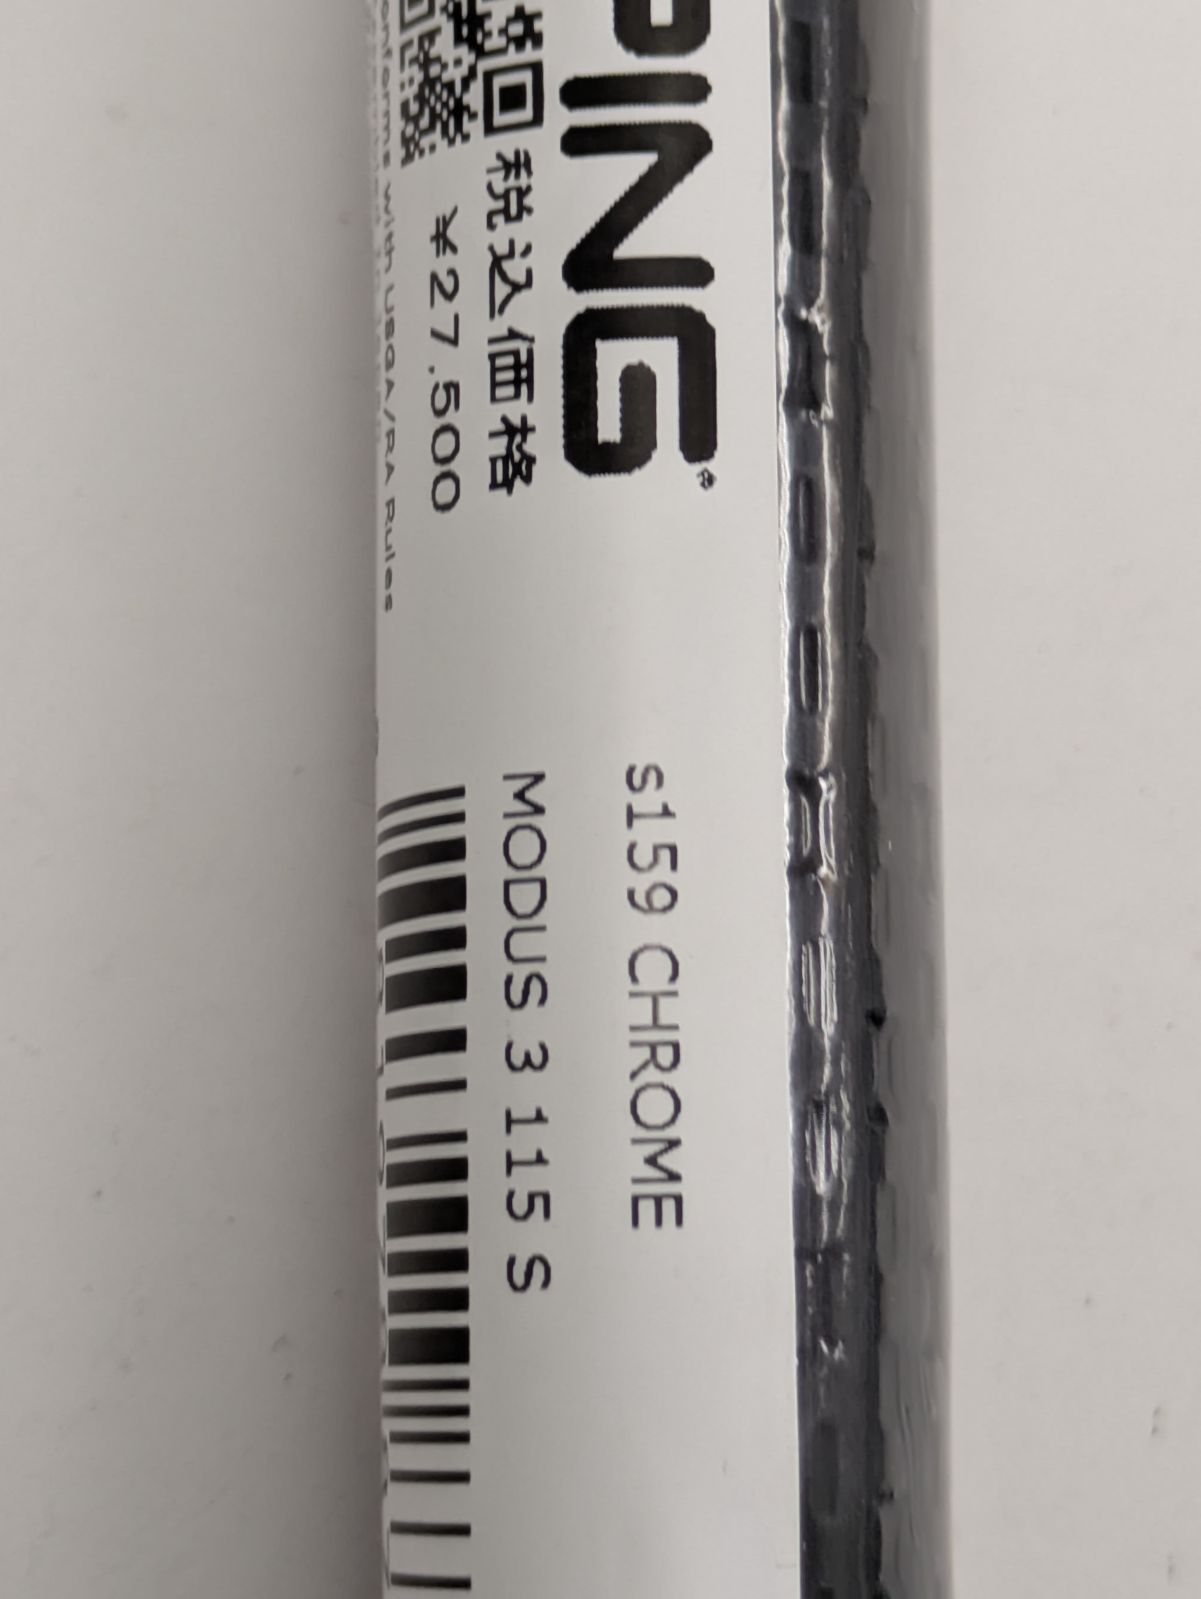 PING
税込価格
¥27,500
conforms with USGA/RA Rules
s159 CHROME
MODUS 3 115 S